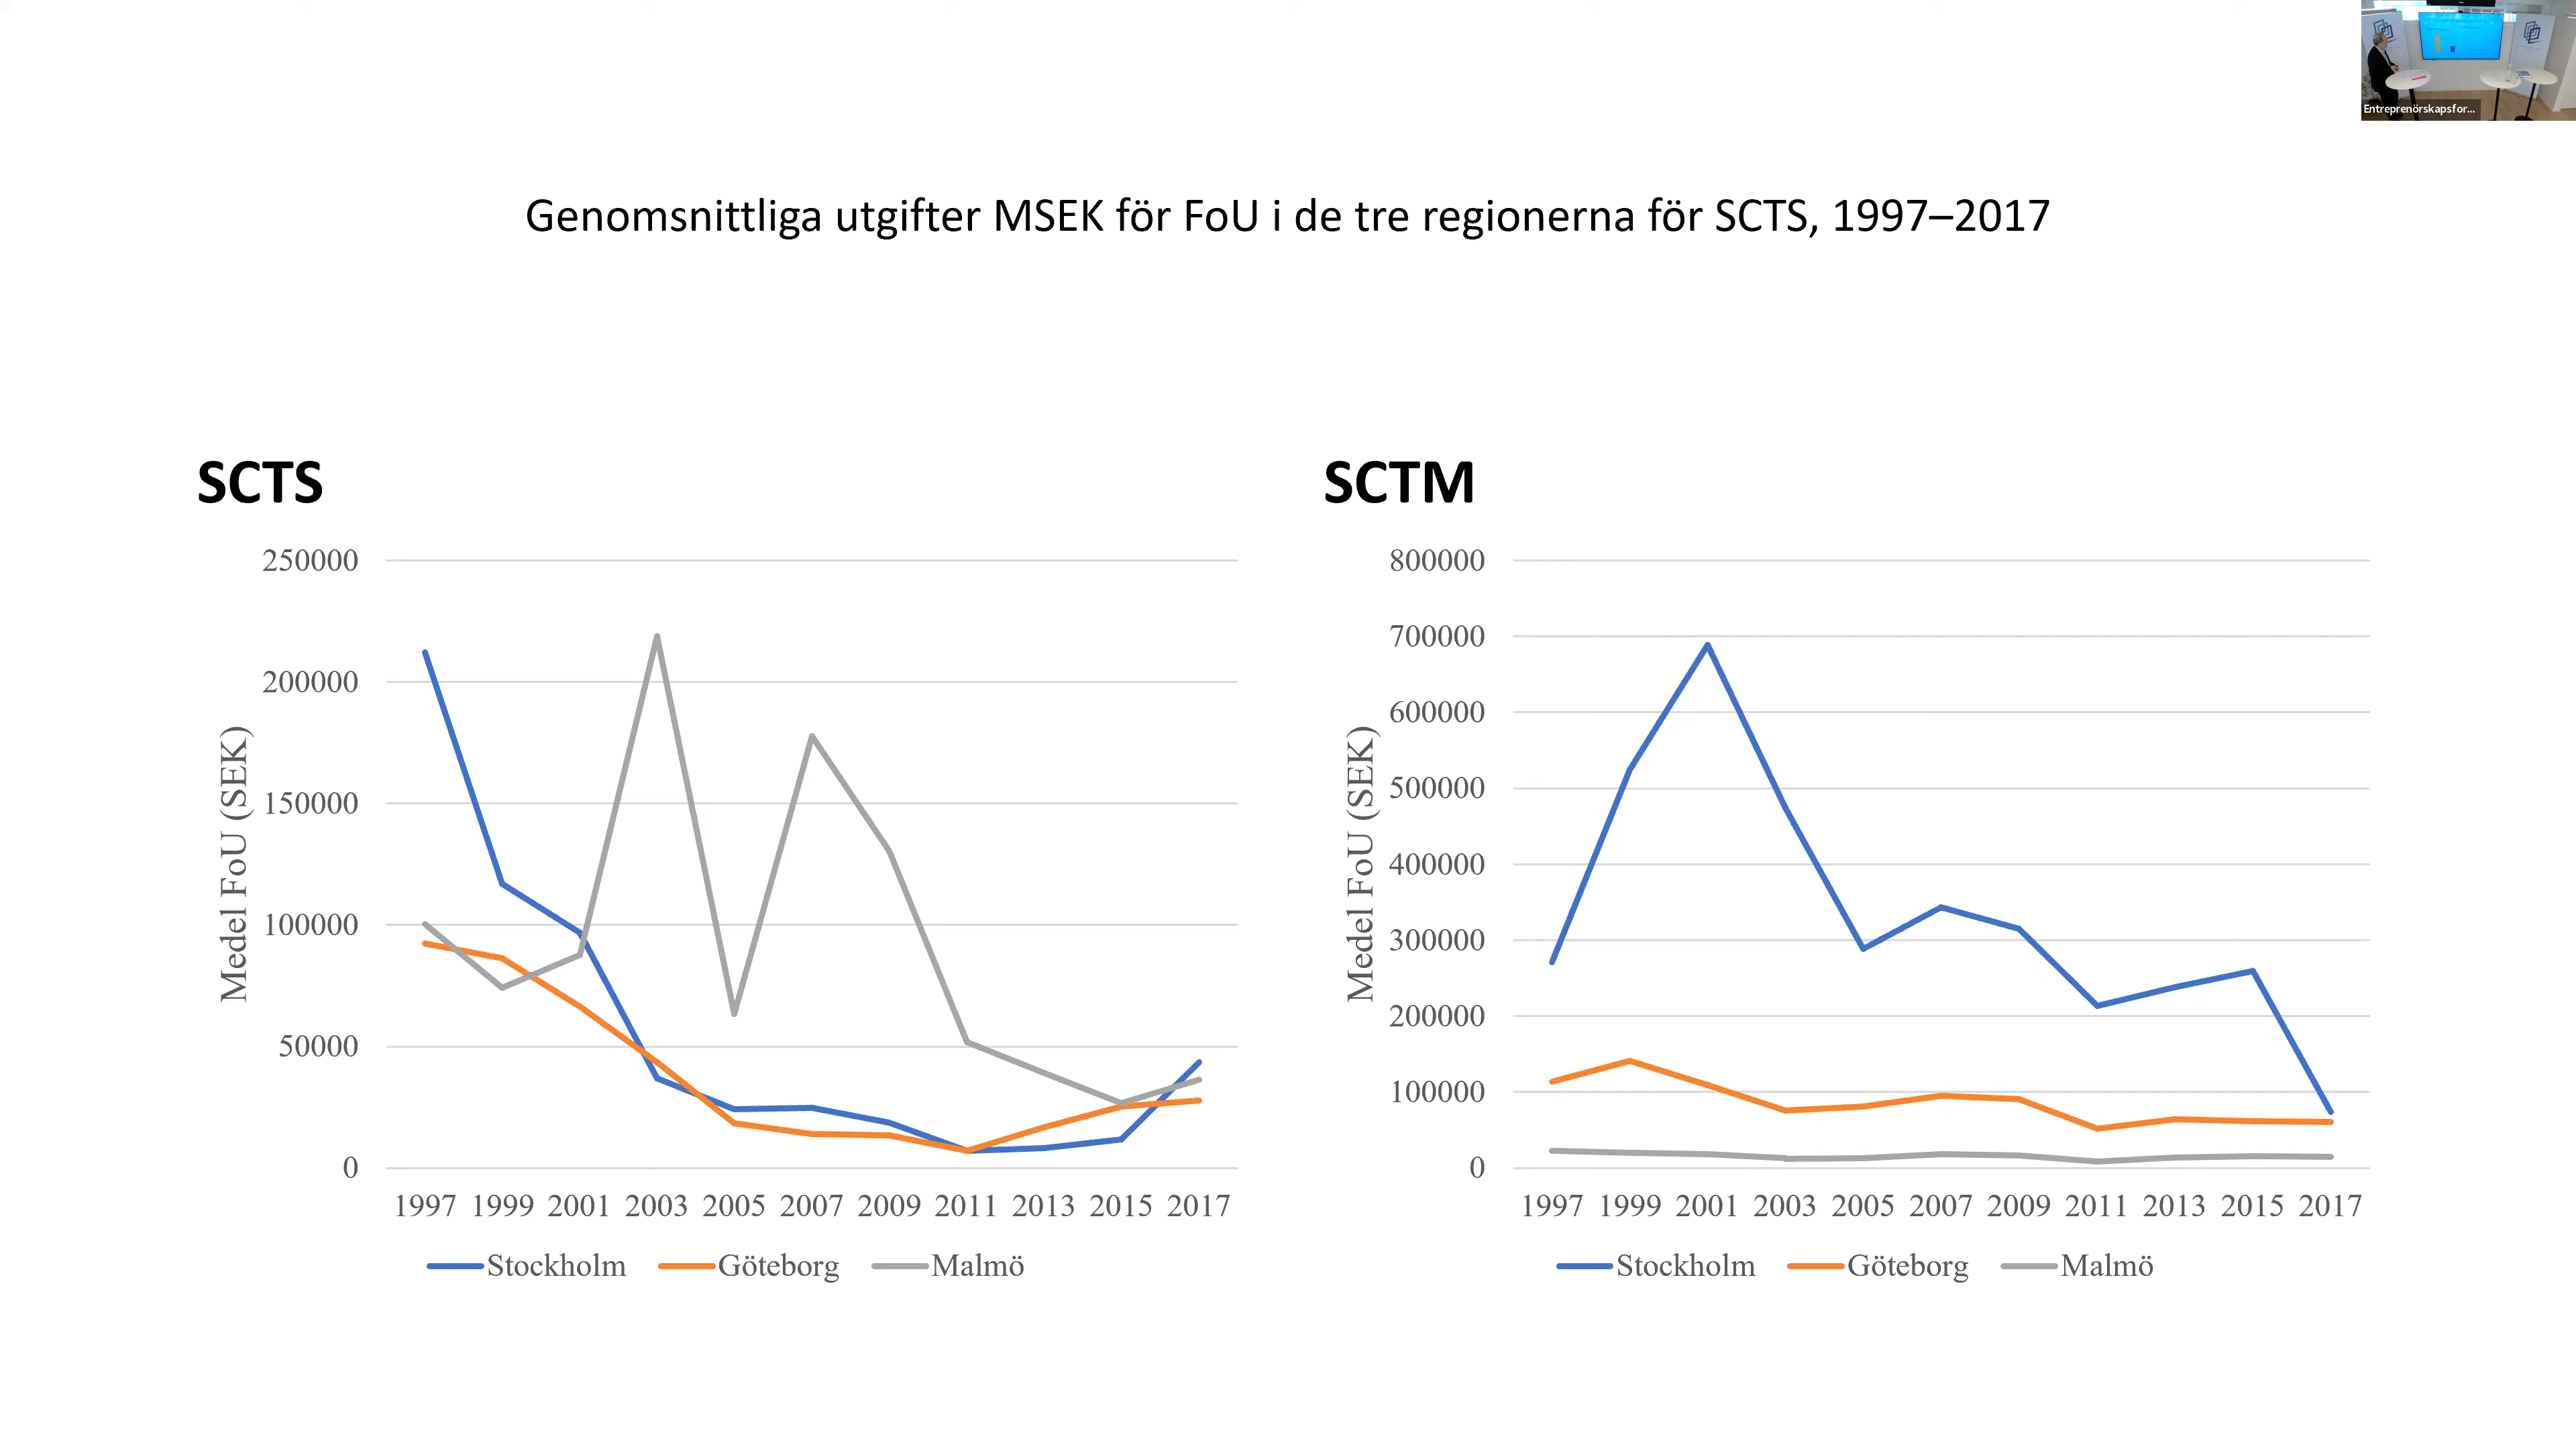 Entreprenörskapsfor...
Genomsnittliga utgifter MSEK för FoU i de tre regionerna för SCTS, 1997–2017
SCTS
250000
200000
150000
100000
50000
0
Medel FoU (SEK)
1997 1999 2001 2003 2005 2007 2009 2011 2013 2015 2017
Stockholm Göteborg Malmö
SCTM
800000
700000
600000
500000
400000
300000
200000
100000
0
Medel FoU (SEK)
1997 1999 2001 2003 2005 2007 2009 2011 2013 2015 2017
Stockholm Göteborg Malmö